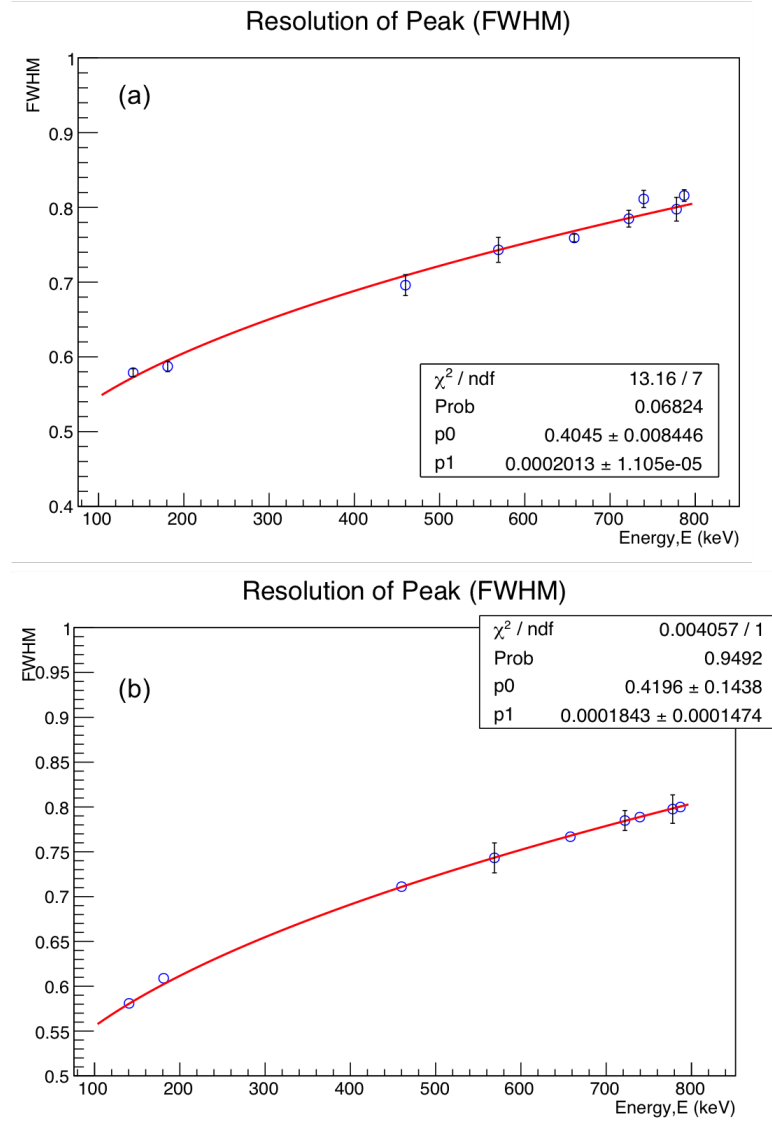 Resolution of Peak (FWHM)
FWHM
(a)
1
0.9
0.8
0.7
0.6
0.5
0.4
χ² / ndf 13.16 / 7
Prob 0.06824
p0 0.4045 ± 0.008446
p1 0.0002013 ± 1.105e-05
100 200 300 400 500 600 700 800
Energy,E (keV)
Resolution of Peak (FWHM)
FWHM
(b)
χ² / ndf 0.004057 / 1
Prob 0.9492
p0 0.4196 ± 0.1438
p1 0.0001843 ± 0.0001474
1
0.95
0.9
0.85
0.8
0.75
0.7
0.65
0.6
0.55
0.5
100 200 300 400 500 600 700 800
Energy,E (keV)